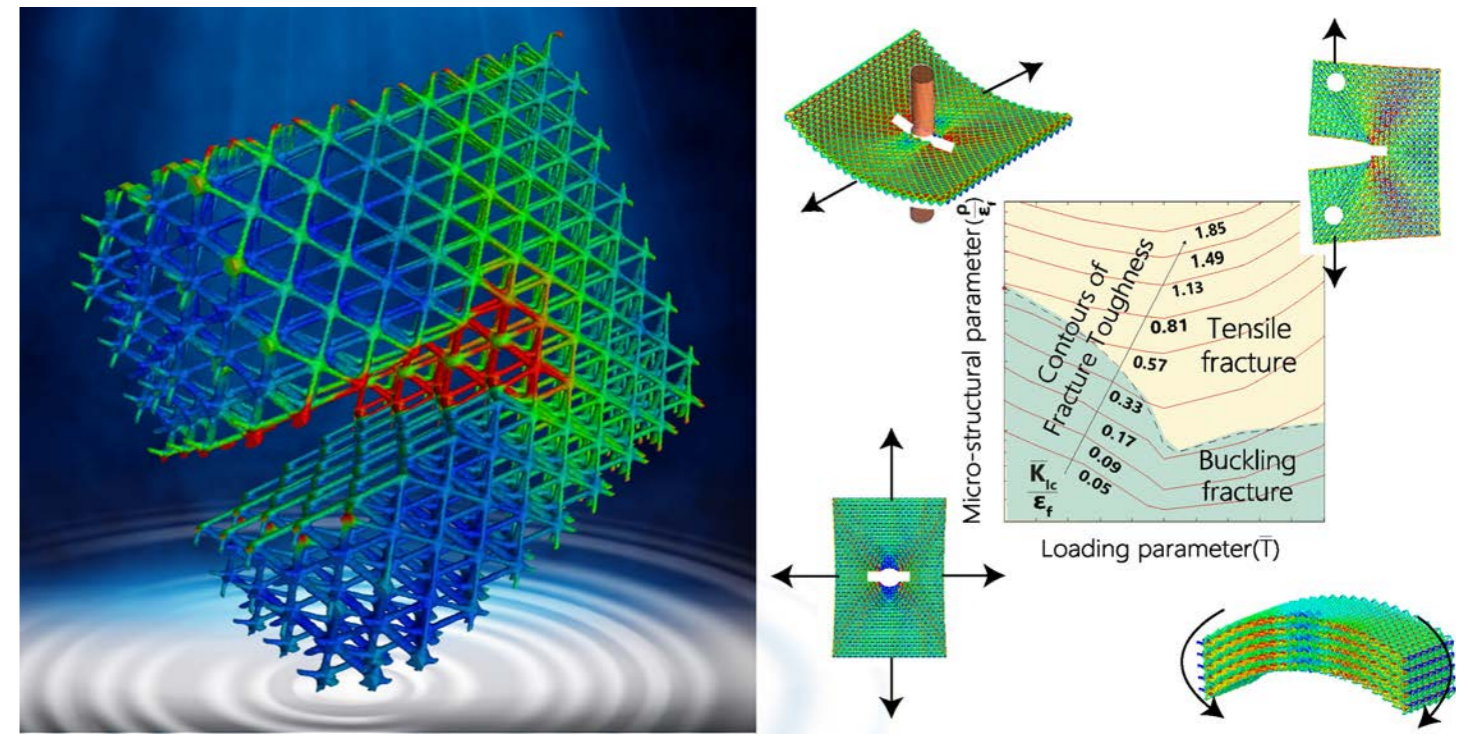 Micro-structural parameter(ρ̄/ε_f)
Contours of
Fracture Toughness
1.85
1.49
1.13
0.81
0.57
0.33
0.17
0.09
0.05
Tensile
fracture
Buckling
fracture
K̄_Ic
ε_f
Loading parameter(T̄)